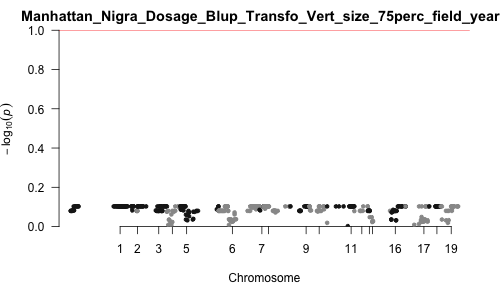 Manhattan_Nigra_Dosage_Blup_Transfo_Vert_size_75perc_field_year
1.0
0.8
0.6
0.4
0.2
0.0
− log10(p)
1 2 3 5 6 7 9 11 16 17 19
Chromosome